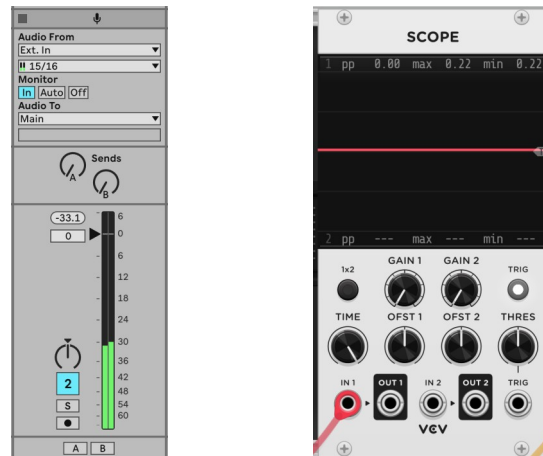 Audio From
Ext. In
15/16
Monitor
In Auto Off
Audio To
Main
Sends
A
B
-33.1
6
0
0
6
12
18
24
30
36
2
42
48
S
54
60
A B
SCOPE
1 pp 0.00 max 0.22 min 0.22
2 pp --- max --- min ---
1x2
GAIN 1
GAIN 2
TRIG
TIME
OFST 1
OFST 2
THRES
IN 1
OUT 1
IN 2
OUT 2
TRIG
VCV